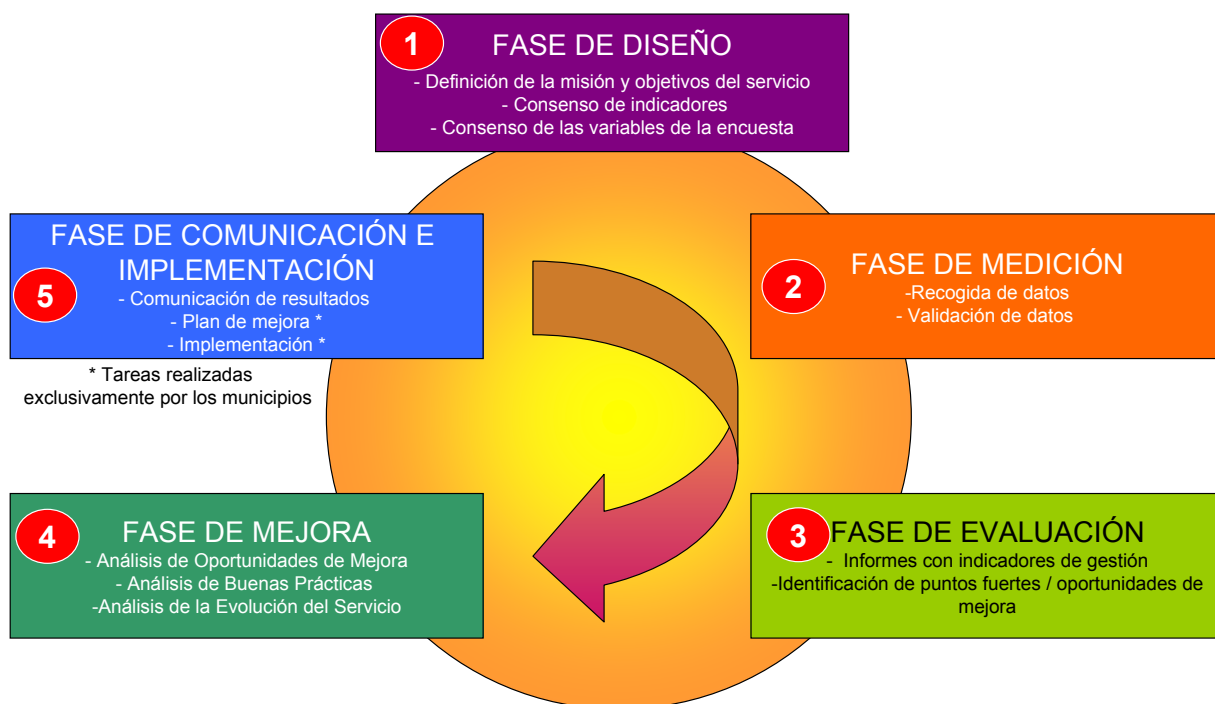 1
FASE DE DISEÑO
- Definición de la misión y objetivos del servicio
- Consenso de indicadores
- Consenso de las variables de la encuesta
2
FASE DE MEDICIÓN
-Recogida de datos
- Validación de datos
3
FASE DE EVALUACIÓN
- Informes con indicadores de gestión
-Identificación de puntos fuertes / oportunidades de
mejora
4
FASE DE MEJORA
- Análisis de Oportunidades de Mejora
- Análisis de Buenas Prácticas
-Análisis de la Evolución del Servicio
5
FASE DE COMUNICACIÓN E
IMPLEMENTACIÓN
- Comunicación de resultados
- Plan de mejora *
- Implementación *
* Tareas realizadas
exclusivamente por los municipios